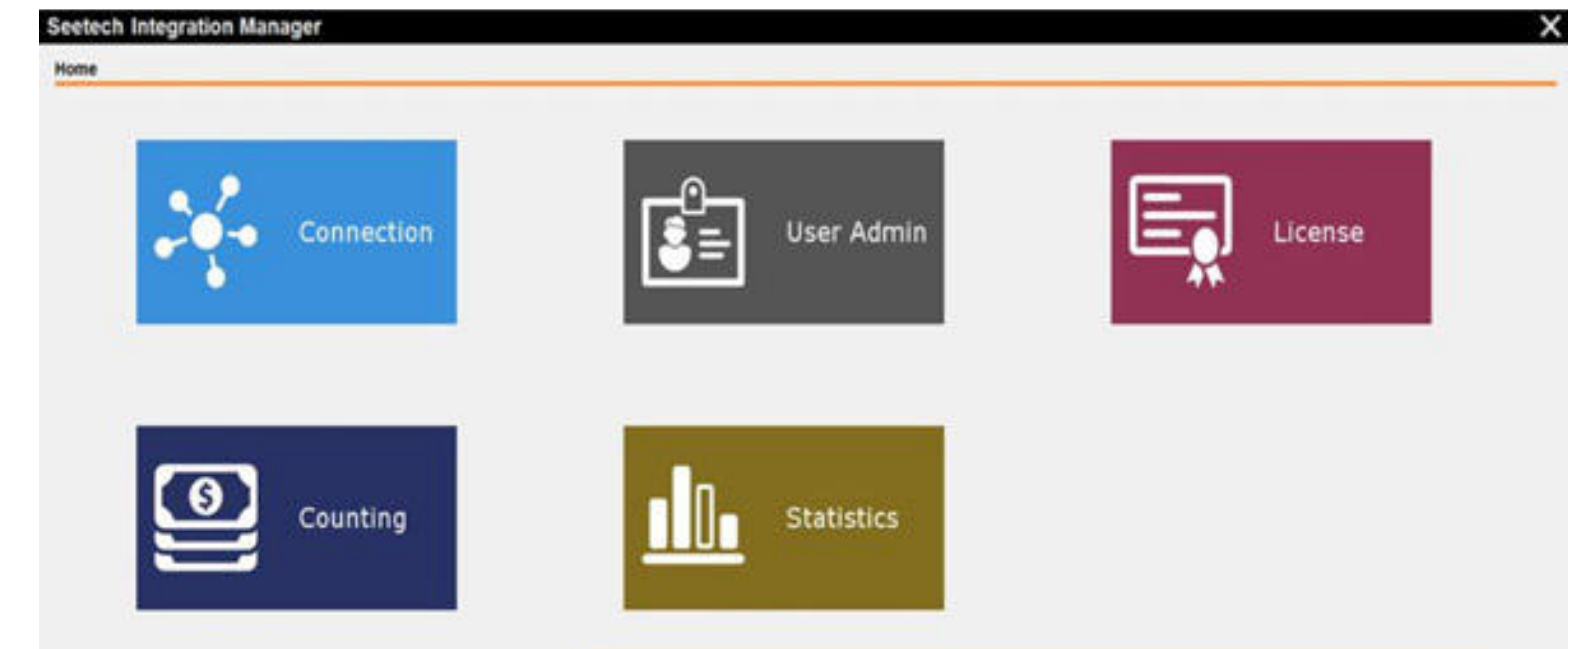 Seetech Integration Manager
Home
Connection
User Admin
License
Counting
Statistics